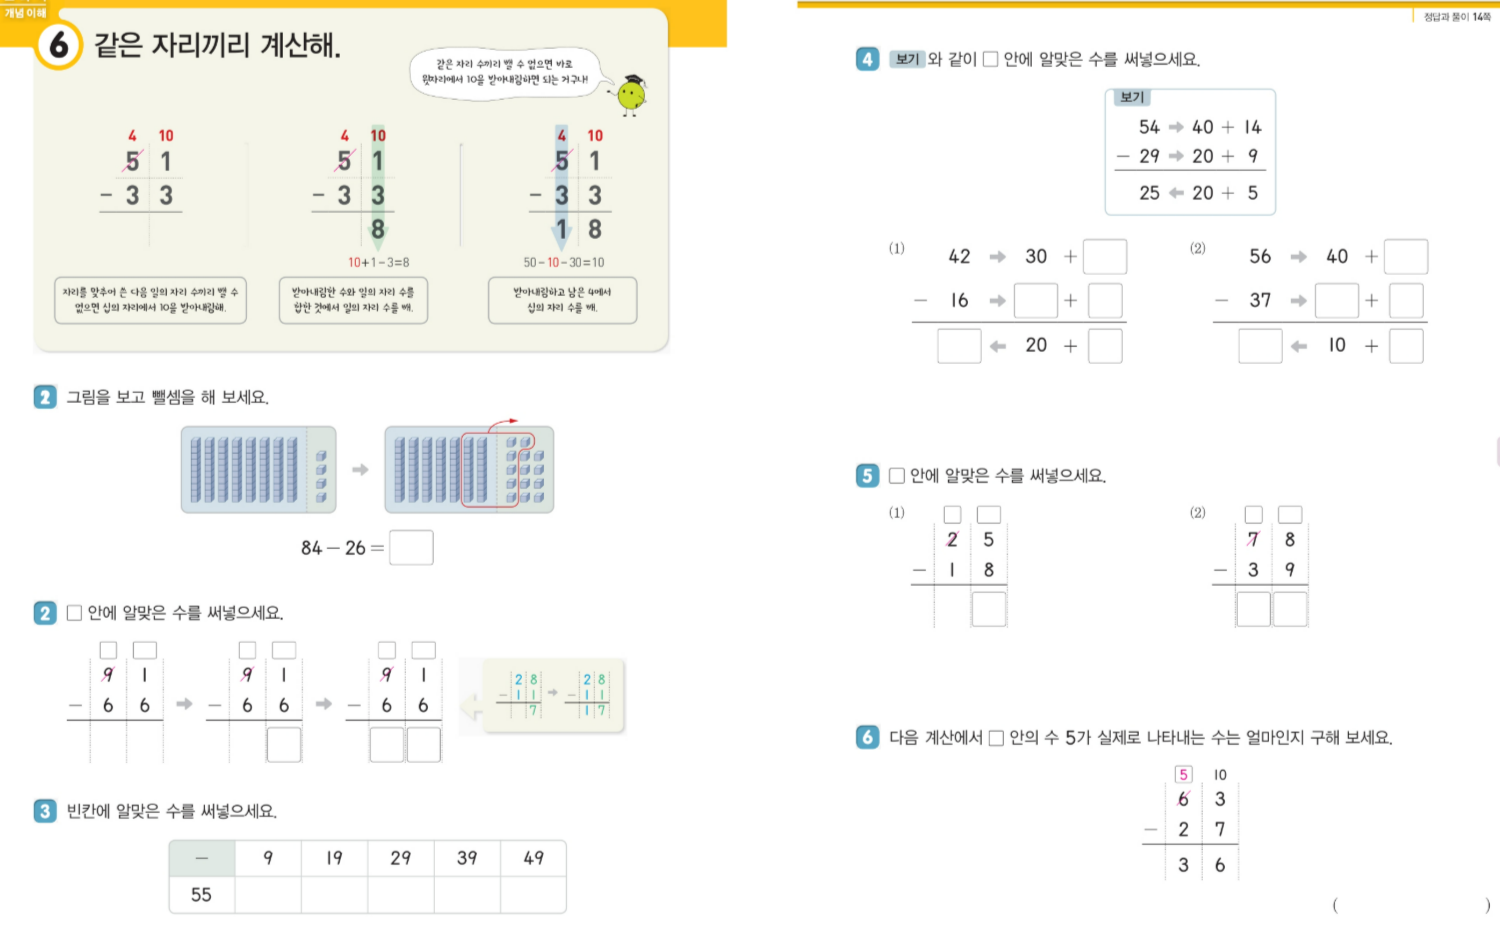 개념 이해
6 같은 자리끼리 계산해.
같은 자리 수끼리 뺄 수 없으면 바로
윗자리에서 10을 받아내림하면 되는 거구나!
4 10
5 1
- 3 3
자리를 맞추어 쓴 다음 일의 자리 수끼리 뺄 수
없으면 십의 자리에서 10을 받아내림해.
4 10
5 1
- 3 3
8
10+1-3=8
받아내림한 수와 일의 자리 수를
합한 것에서 일의 자리 수를 빼.
4 10
5 1
- 3 3
1 8
50-10-30=10
받아내림하고 남은 4에서
십의 자리 수를 빼.
2 그림을 보고 뺄셈을 해 보세요.
84 - 26 =
2 □ 안에 알맞은 수를 써넣으세요.
9 1
- 6 6
9 1
- 6 6
9 1
- 6 6
2 8
- 1 1
7
2 8
- 1 1
1 7
3 빈칸에 알맞은 수를 써넣으세요.
- 9 19 29 39 49
55
정답과 풀이 14쪽
4 보기 와 같이 □ 안에 알맞은 수를 써넣으세요.
보기
54 → 40 + 14
- 29 → 20 + 9
25 ← 20 + 5
(1)
42 → 30 + □
- 16 → □ + □
□ ← 20 + □
(2)
56 → 40 + □
- 37 → □ + □
□ ← 10 + □
5 □ 안에 알맞은 수를 써넣으세요.
(1)
2 5
- 1 8
(2)
7 8
- 3 9
6 다음 계산에서 □ 안의 수 5가 실제로 나타내는 수는 얼마인지 구해 보세요.
5 10
6 3
- 2 7
3 6
( )